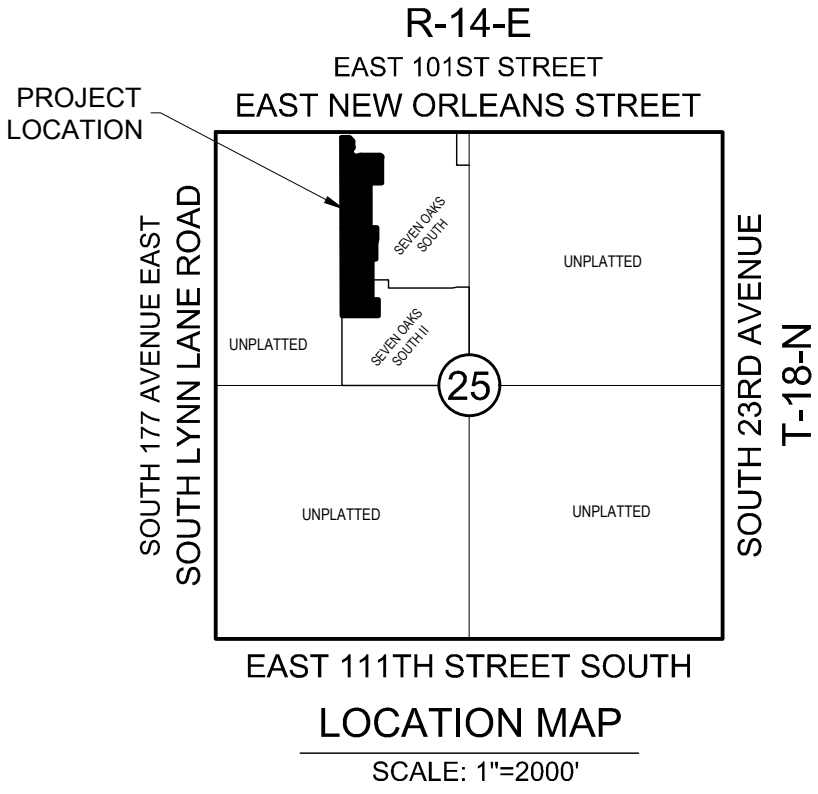 R-14-E
EAST 101ST STREET
EAST NEW ORLEANS STREET
PROJECT
LOCATION
SOUTH 177 AVENUE EAST
SOUTH LYNN LANE ROAD
SEVEN OAKS
SOUTH
UNPLATTED
UNPLATTED
SEVEN OAKS
SOUTH II
25
SOUTH 23RD AVENUE
T-18-N
UNPLATTED
UNPLATTED
EAST 111TH STREET SOUTH
LOCATION MAP
SCALE: 1"=2000'